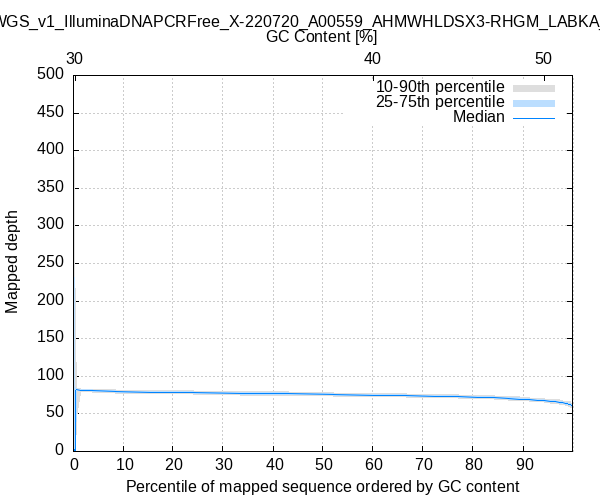 WGS_v1_IlluminaDNAPCRFree_X-220720_A00559_AHMWHLDSX3-RHGM_LABKA_
GC Content [%]
30 40 50
500
10-90th percentile
25-75th percentile
Median
450
400
350
300
250
200
150
100
50
0
Mapped depth
0 10 20 30 40 50 60 70 80 90
Percentile of mapped sequence ordered by GC content